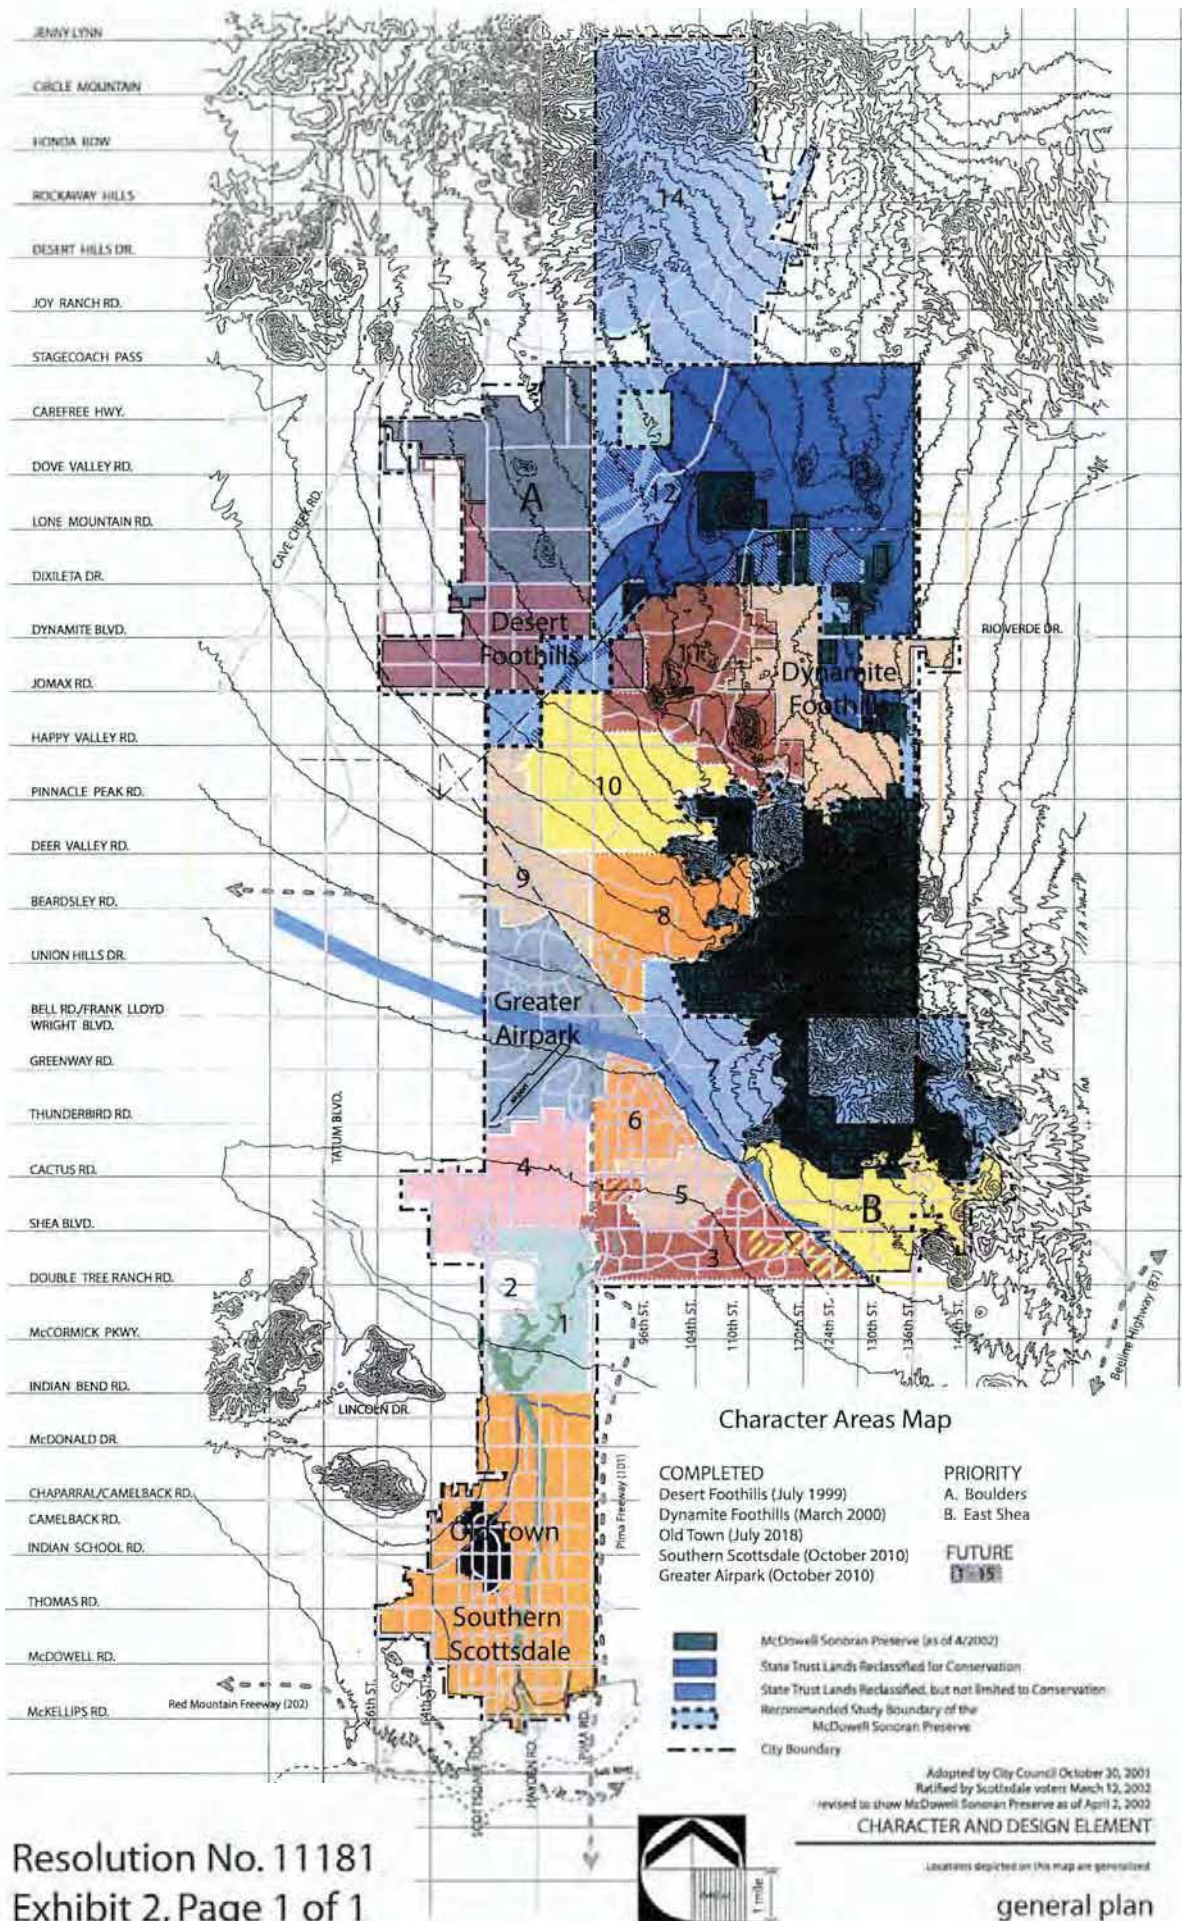 JENNY LYNN
CIRCLE MOUNTAIN
HONDA BOW
ROCKAWAY HILLS
DESERT HILLS DR.
JOY RANCH RD.
STAGECOACH PASS
CAREFREE HWY.
DOVE VALLEY RD.
LONE MOUNTAIN RD.
DIXILETA DR.
DYNAMITE BLVD.
JOMAX RD.
HAPPY VALLEY RD.
PINNACLE PEAK RD.
DEER VALLEY RD.
BEARDSLEY RD.
UNION HILLS DR.
BELL RD./FRANK LLOYD
WRIGHT BLVD.
GREENWAY RD.
THUNDERBIRD RD.
CACTUS RD.
SHEA BLVD.
DOUBLE TREE RANCH RD.
McCORMICK PKWY.
INDIAN BEND RD.
McDONALD DR.
CHAPARRAL/CAMELBACK RD.
CAMELBACK RD.
INDIAN SCHOOL RD.
THOMAS RD.
McDOWELL RD.
McKELLIPS RD.
14
13
12
A
CAVE CREEK RD.
Desert
Foothills
11
Dynamite
Foothills
RIO VERDE DR.
10
9
8
Greater
Airpark
7
6
TATUM BLVD.
4
5
B
3
2
1
96th ST.
104th ST.
110th ST.
120th ST.
124th ST.
130th ST.
136th ST.
144th ST.
Beeline Highway (87)
LINCOLN DR.
Pima Freeway (101)
Old Town
Southern
Scottsdale
Red Mountain Freeway (202)
56th ST.
64th ST.
SCOTTSDALE RD.
HAYDEN RD.
PIMA RD.
Character Areas Map
COMPLETED
Desert Foothills (July 1999)
Dynamite Foothills (March 2000)
Old Town (July 2018)
Southern Scottsdale (October 2010)
Greater Airpark (October 2010)
PRIORITY
A. Boulders
B. East Shea
FUTURE
1 - 15
McDowell Sonoran Preserve (as of 4/2002)
State Trust Lands Reclassified for Conservation
State Trust Lands Reclassified, but not limited to Conservation
Recommended Study Boundary of the
McDowell Sonoran Preserve
City Boundary
Adopted by City Council October 30, 2001
Ratified by Scottsdale voters March 12, 2002
revised to show McDowell Sonoran Preserve as of April 2, 2002
CHARACTER AND DESIGN ELEMENT
Locations depicted on this map are generalized
general plan
1 mile
Resolution No. 11181
Exhibit 2, Page 1 of 1